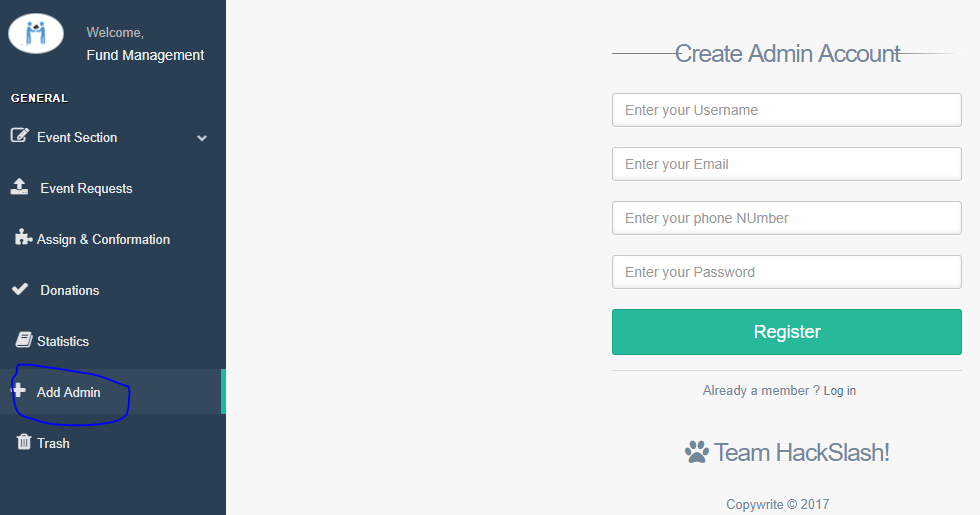 Welcome,
Fund Management
GENERAL
Event Section
Event Requests
Assign & Conformation
Donations
Statistics
Add Admin
Trash
Create Admin Account
Enter your Username
Enter your Email
Enter your phone NUmber
Enter your Password
Register
Already a member ? Log in
Team HackSlash!
Copywrite © 2017